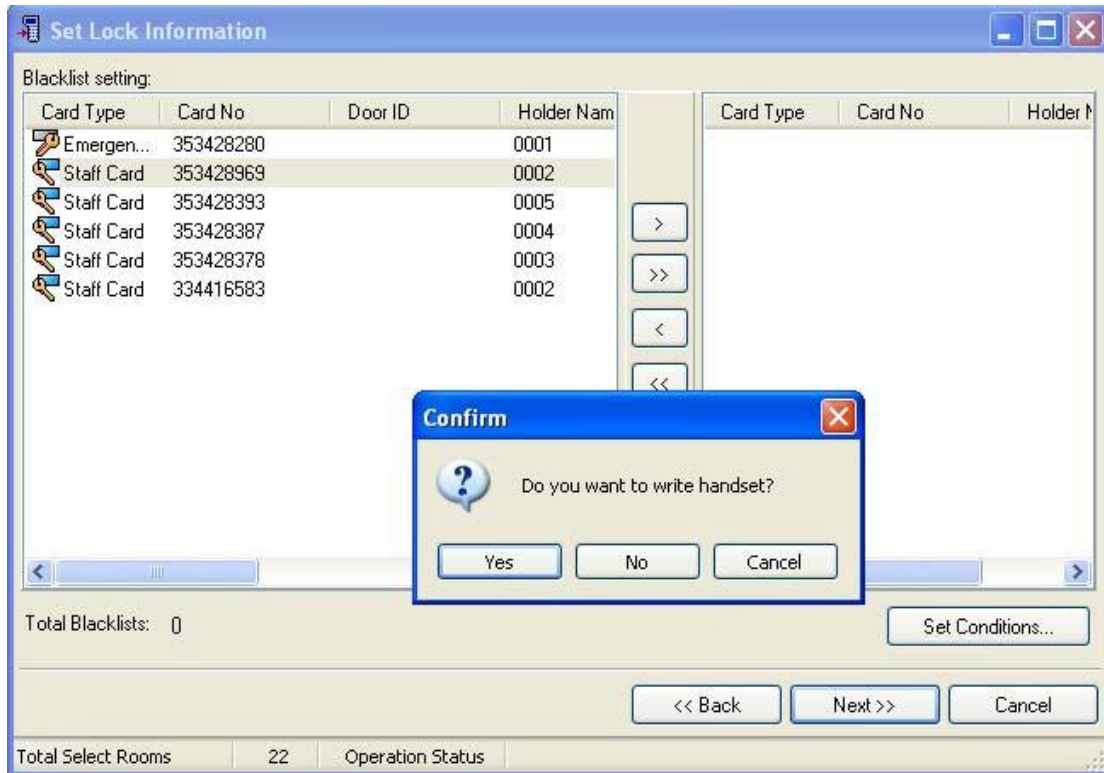 Set Lock Information
Blacklist setting:
Card Type Card No Door ID Holder Nam Card Type Card No Holder N
Emergen... 353428280 0001
Staff Card 353428969 0002
Staff Card 353428393 0005
Staff Card 353428387 0004
Staff Card 353428378 0003
Staff Card 334416583 0002
>
>>
<
<<
Confirm
Do you want to write handset?
Yes No Cancel
Total Blacklists: 0
Set Conditions...
<< Back Next >> Cancel
Total Select Rooms 22 Operation Status